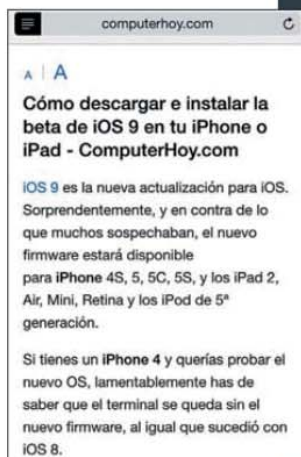 computerhoy.com
A | A
Cómo descargar e instalar la
beta de iOS 9 en tu iPhone o
iPad - ComputerHoy.com
iOS 9 es la nueva actualización para iOS.
Sorprendentemente, y en contra de lo
que muchos sospechaban, el nuevo
firmware estará disponible
para iPhone 4S, 5, 5C, 5S, y los iPad 2,
Air, Mini, Retina y los iPod de 5ª
generación.
Si tienes un iPhone 4 y querías probar el
nuevo OS, lamentablemente has de
saber que el terminal se queda sin el
nuevo firmware, al igual que sucedió con
iOS 8.